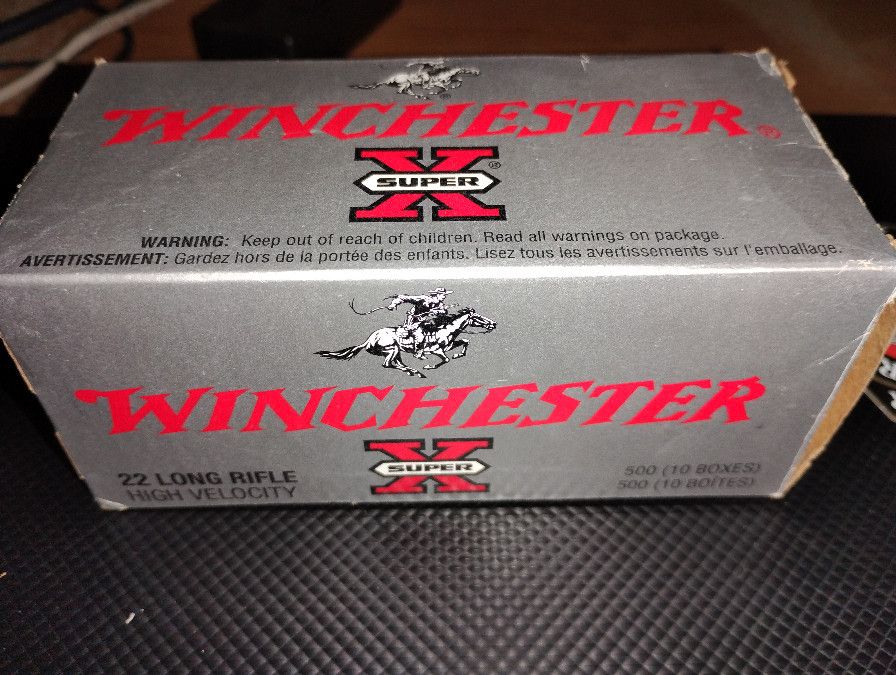 WINCHESTER®
X®
SUPER
WARNING: Keep out of reach of children. Read all warnings on package.
AVERTISSEMENT: Gardez hors de la portée des enfants. Lisez tous les avertissements sur l'emballage.
WINCHESTER
X
SUPER
22 LONG RIFLE
HIGH VELOCITY
500 (10 BOXES)
500 (10 BOÎTES)